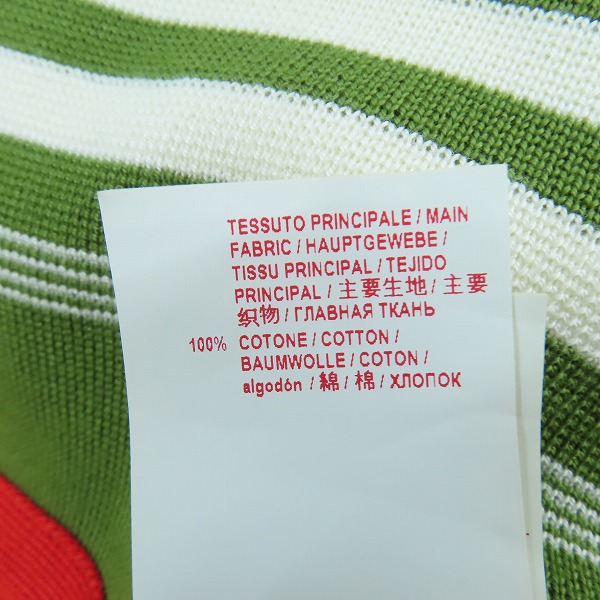 TESSUTO PRINCIPALE / MAIN
FABRIC / HAUPTGEWEBE /
TISSU PRINCIPAL / TEJIDO
PRINCIPAL / 主要生地 / 主要
织物 / ГЛАВНАЯ ТКАНЬ
100% COTONE / COTTON /
BAUMWOLLE / COTON /
algodón / 綿 / 棉 / ХЛОПОК